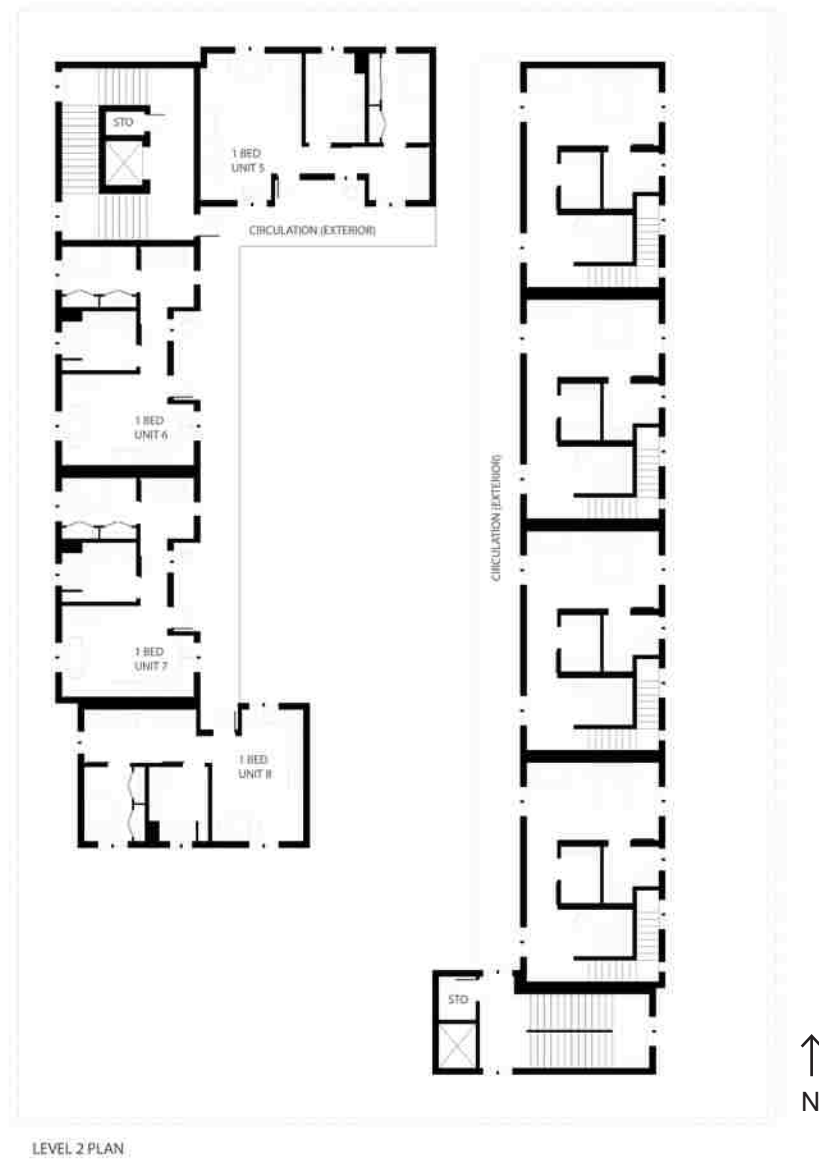 STO
1 BED
UNIT 5
CIRCULATION (EXTERIOR)
1 BED
UNIT 6
CIRCULATION (EXTERIOR)
1 BED
UNIT 7
1 BED
UNIT 8
STO
N
LEVEL 2 PLAN